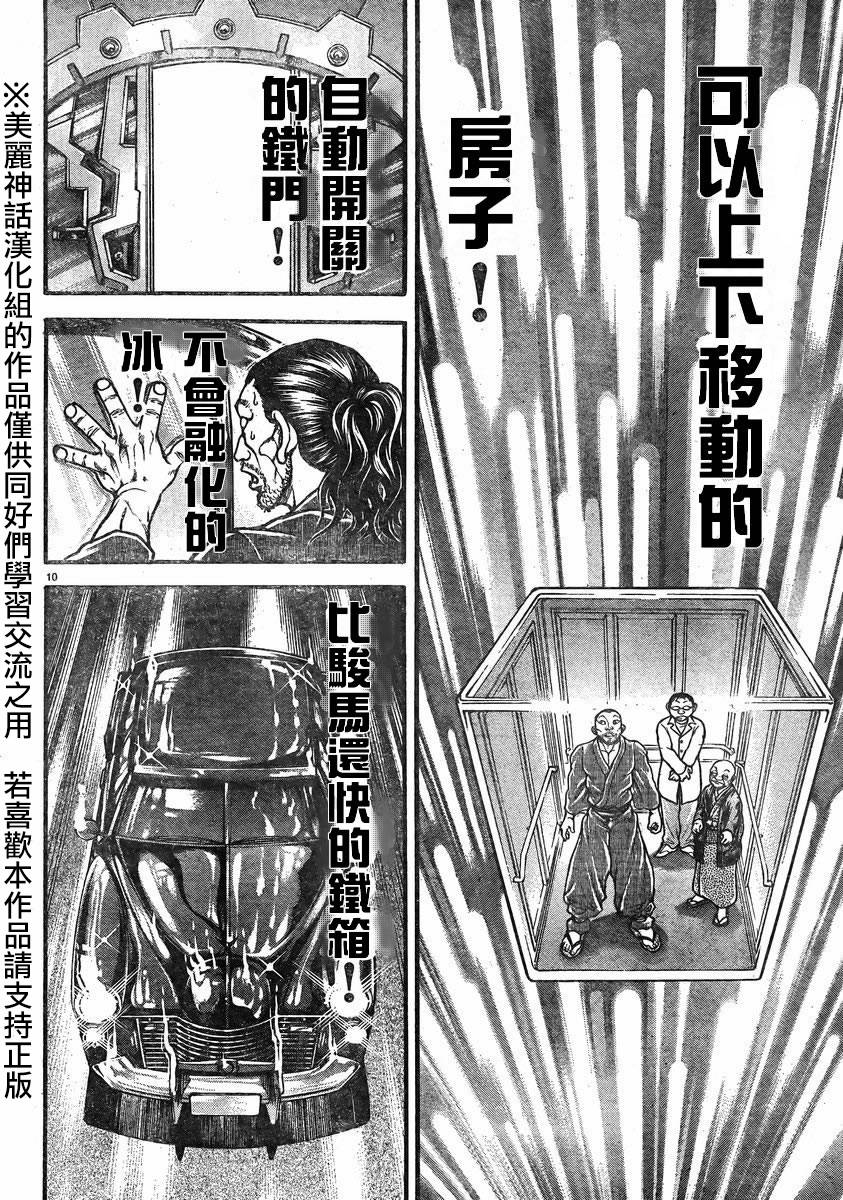 可以上下移動的
房子！
自動開關
的鐵門！
不會融化的
冰！
比駿馬還快的鐵箱！
10
※美麗神話漢化組的作品僅供同好們學習交流之用　若喜歡本作品請支持正版